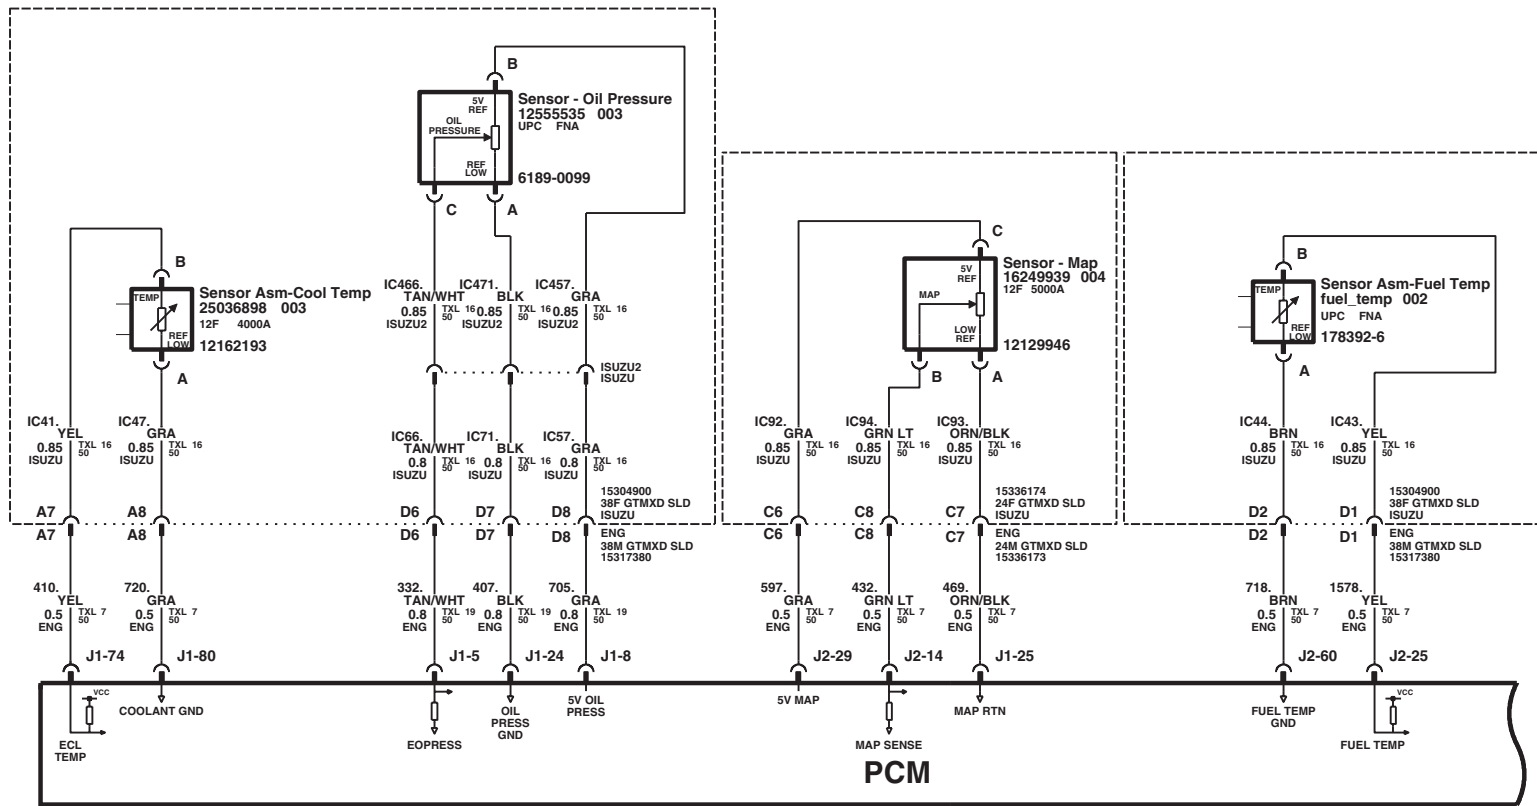 B
Sensor - Oil Pressure
12555535 003
UPC FNA
5V
REF
OIL
PRESSURE
REF
LOW
6189-0099
C
A
B
Sensor Asm-Cool Temp
25036898 003
12F 4000A
TEMP
REF
LOW
12162193
A
C
Sensor - Map
16249939 004
12F 5000A
5V
REF
MAP
LOW
REF
12129946
B
A
B
Sensor Asm-Fuel Temp
fuel_temp 002
UPC FNA
TEMP
REF
LOW
178392-6
A
IC466.
TAN/WHT
0.85 TXL 16
50
ISUZU2
IC471.
BLK
0.85 TXL 16
50
ISUZU2
IC457.
GRA
0.85 TXL 16
50
ISUZU2
ISUZU2
ISUZU
IC41.
YEL
0.85 TXL 16
50
ISUZU
IC47.
GRA
0.85 TXL 16
50
ISUZU
IC66.
TAN/WHT
0.8 TXL 16
50
ISUZU
IC71.
BLK
0.8 TXL 16
50
ISUZU
IC57.
GRA
0.8 TXL 16
50
ISUZU
IC92.
GRA
0.85 TXL 16
50
ISUZU
IC94.
GRN LT
0.85 TXL 16
50
ISUZU
IC93.
ORN/BLK
0.85 TXL 16
50
ISUZU
IC44.
BRN
0.85 TXL 16
50
ISUZU
IC43.
YEL
0.85 TXL 16
50
ISUZU
15304900
38F GTMXD SLD
ISUZU
15336174
24F GTMXD SLD
ISUZU
15304900
38F GTMXD SLD
ISUZU
A7 A8 D6 D7 D8 C6 C8 C7 D2 D1
A7 A8 D6 D7 D8 C6 C8 C7 D2 D1
ENG
38M GTMXD SLD
15317380
ENG
24M GTMXD SLD
15336173
ENG
38M GTMXD SLD
15317380
410.
YEL
0.5 TXL 7
50
ENG
720.
GRA
0.5 TXL 7
50
ENG
332.
TAN/WHT
0.8 TXL 19
50
ENG
407.
BLK
0.8 TXL 19
50
ENG
705.
GRA
0.8 TXL 19
50
ENG
597.
GRA
0.5 TXL 7
50
ENG
432.
GRN LT
0.5 TXL 7
50
ENG
469.
ORN/BLK
0.5 TXL 7
50
ENG
718.
BRN
0.5 TXL 7
50
ENG
1578.
YEL
0.5 TXL 7
50
ENG
J1-74 J1-80 J1-5 J1-24 J1-8 J2-29 J2-14 J1-25 J2-60 J2-25
VCC
ECL
TEMP
COOLANT GND
EOPRESS
OIL
PRESS
GND
5V OIL
PRESS
5V MAP
MAP SENSE
MAP RTN
FUEL TEMP
GND
VCC
FUEL TEMP
PCM